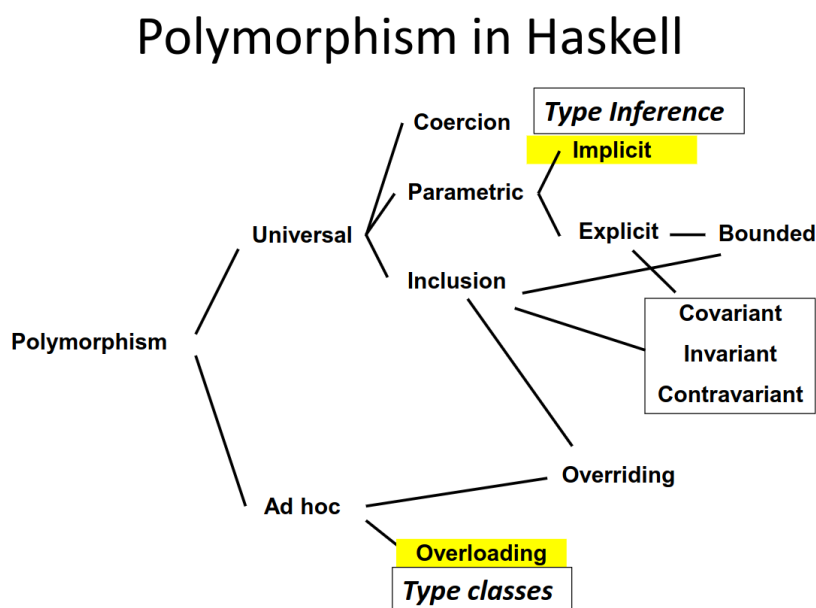 Polymorphism in Haskell
Type Inference
Coercion
Implicit
Parametric
Universal
Explicit
Bounded
Inclusion
Covariant
Polymorphism
Invariant
Contravariant
Overriding
Ad hoc
Overloading
Type classes